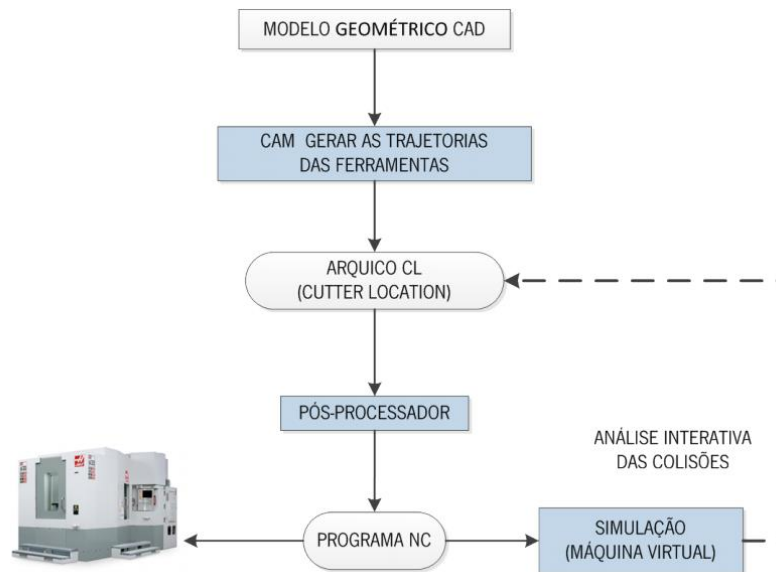 MODELO GEOMÉTRICO CAD
CAM GERAR AS TRAJETORIAS
DAS FERRAMENTAS
ARQUICO CL
(CUTTER LOCATION)
PÓS-PROCESSADOR
ANÁLISE INTERATIVA
DAS COLISÕES
PROGRAMA NC
SIMULAÇÃO
(MÁQUINA VIRTUAL)